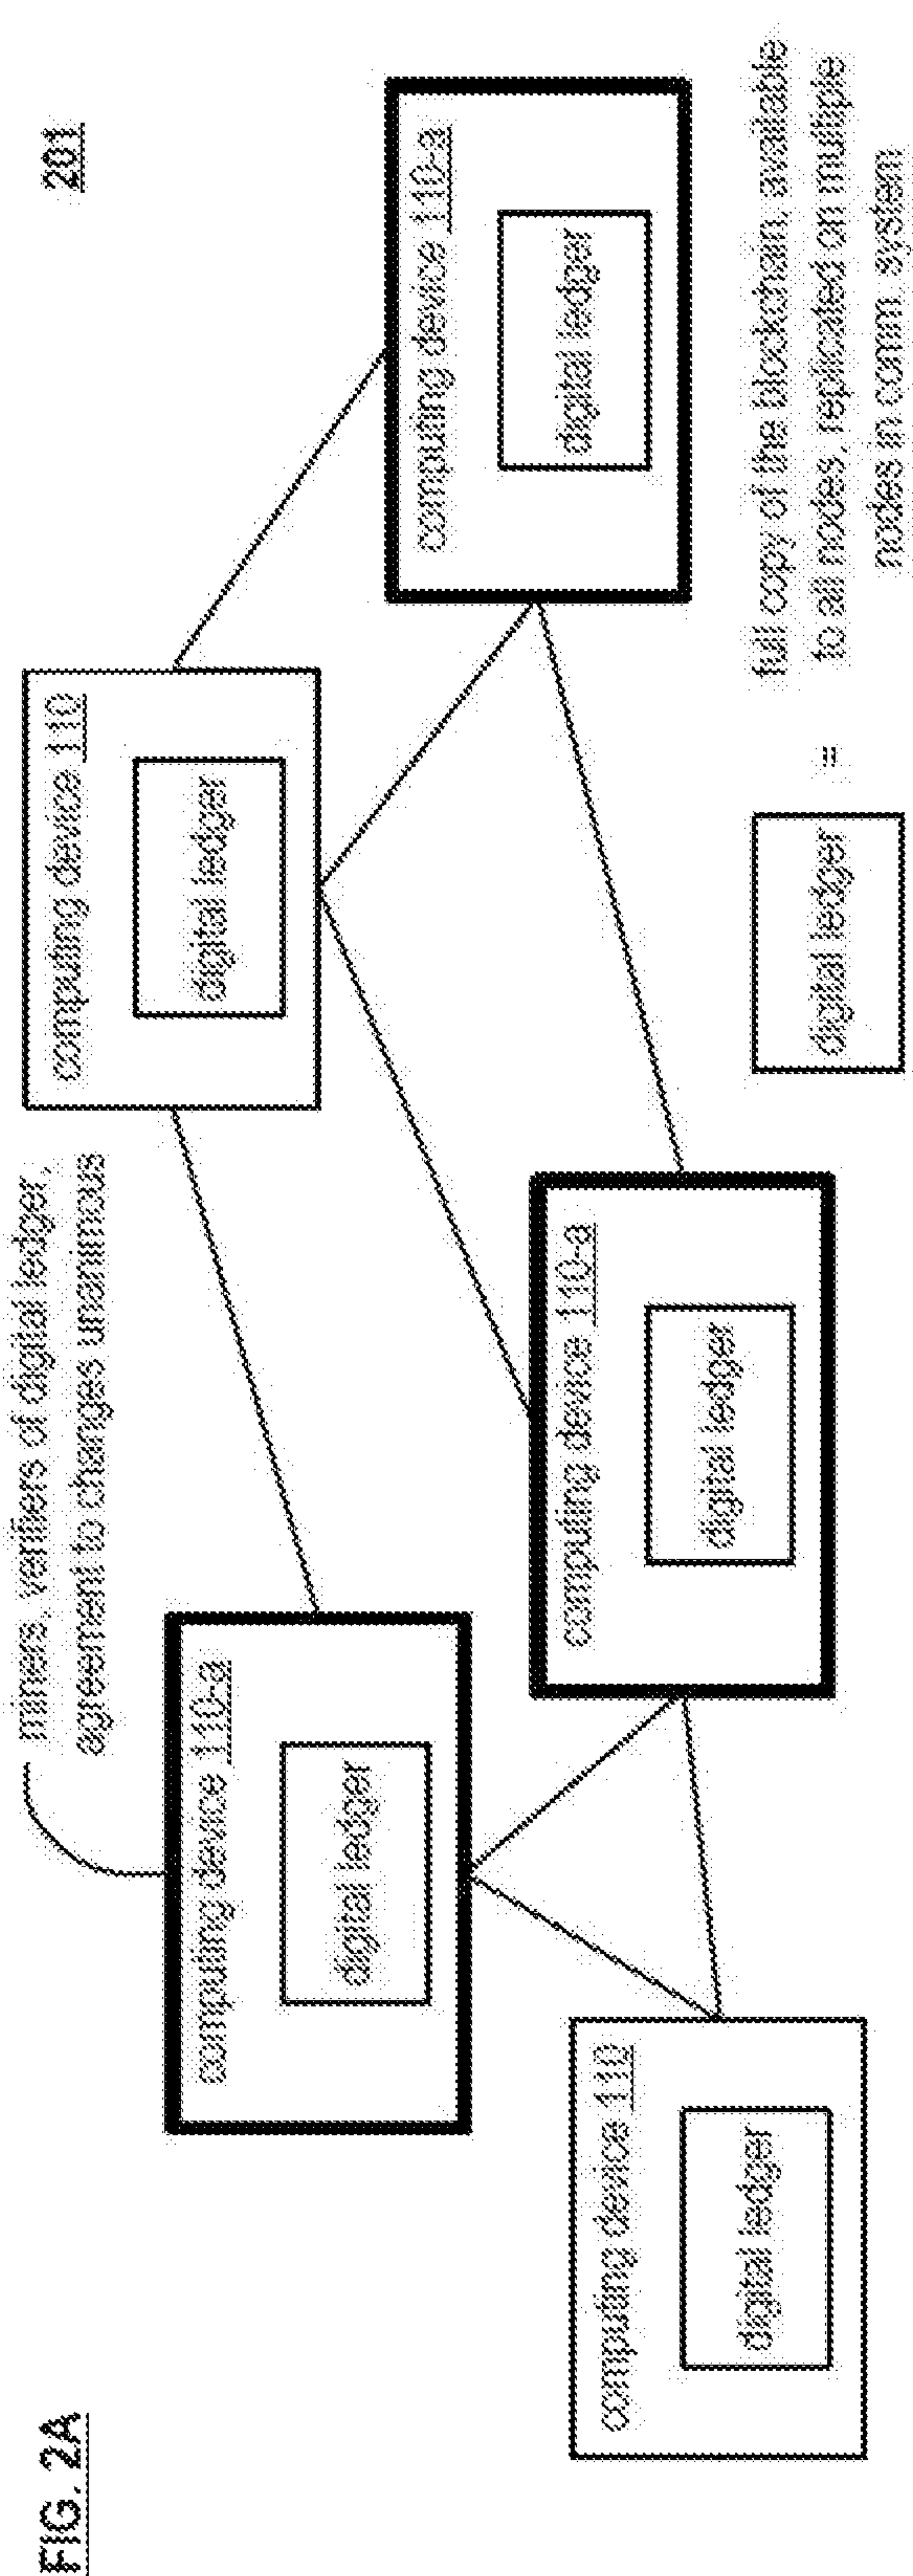 FIG. 2A
201
miners, verifiers of digital ledger,
agreement to changes unanimous
computing device 110
digital ledger
computing device 110-a
digital ledger
computing device 110-a
digital ledger
computing device 110-a
digital ledger
computing device 110
digital ledger
digital ledger
=
full copy of the blockchain, available
to all nodes, replicated on multiple
nodes in comm. system